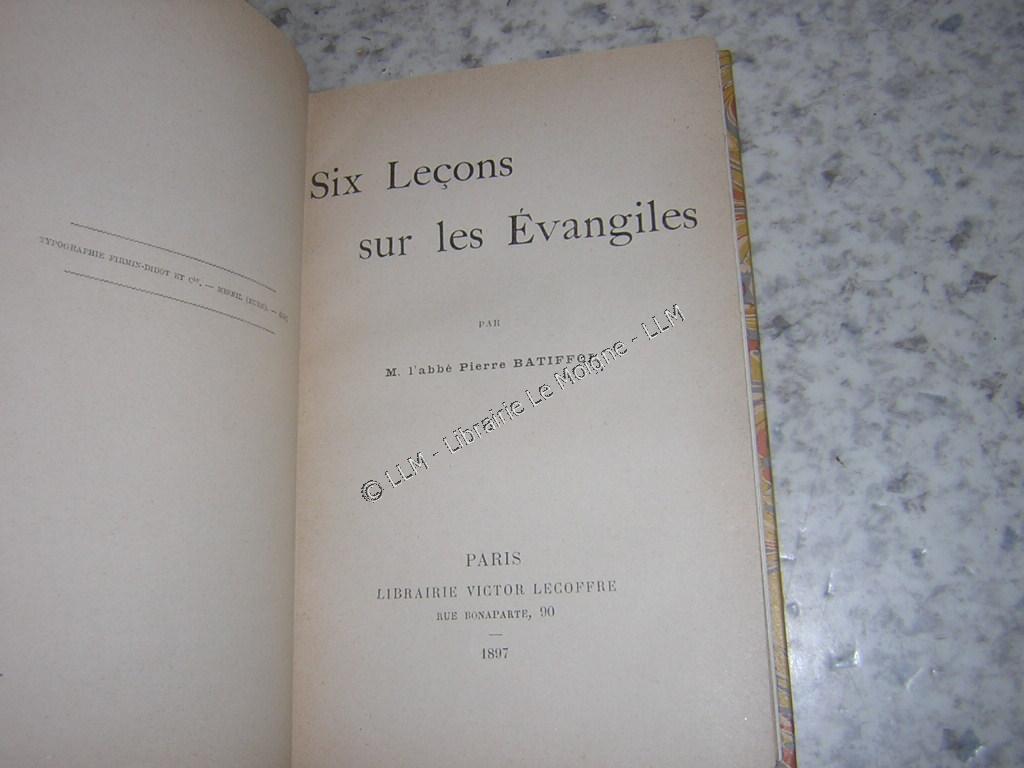 TYPOGRAPHIE FIRMIN-DIDOT ET Cie. — MESNIL (EURE).
Six Leçons
sur les Évangiles
PAR
M. l'abbé Pierre BATIFFOL
© LLM - Librairie Le Moigne - LLM
PARIS
LIBRAIRIE VICTOR LECOFFRE
RUE BONAPARTE, 90
1897